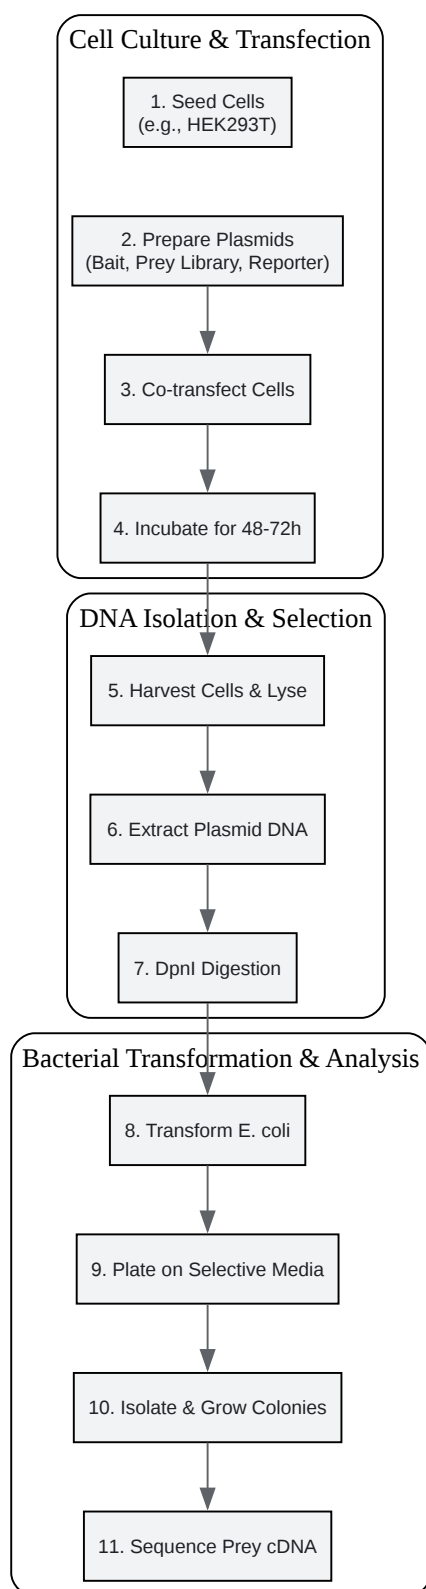 Cell Culture & Transfection
1. Seed Cells
(e.g., HEK293T)
2. Prepare Plasmids
(Bait, Prey Library, Reporter)
3. Co-transfect Cells
4. Incubate for 48-72h
DNA Isolation & Selection
5. Harvest Cells & Lyse
6. Extract Plasmid DNA
7. DpnI Digestion
Bacterial Transformation & Analysis
8. Transform E. coli
9. Plate on Selective Media
10. Isolate & Grow Colonies
11. Sequence Prey cDNA